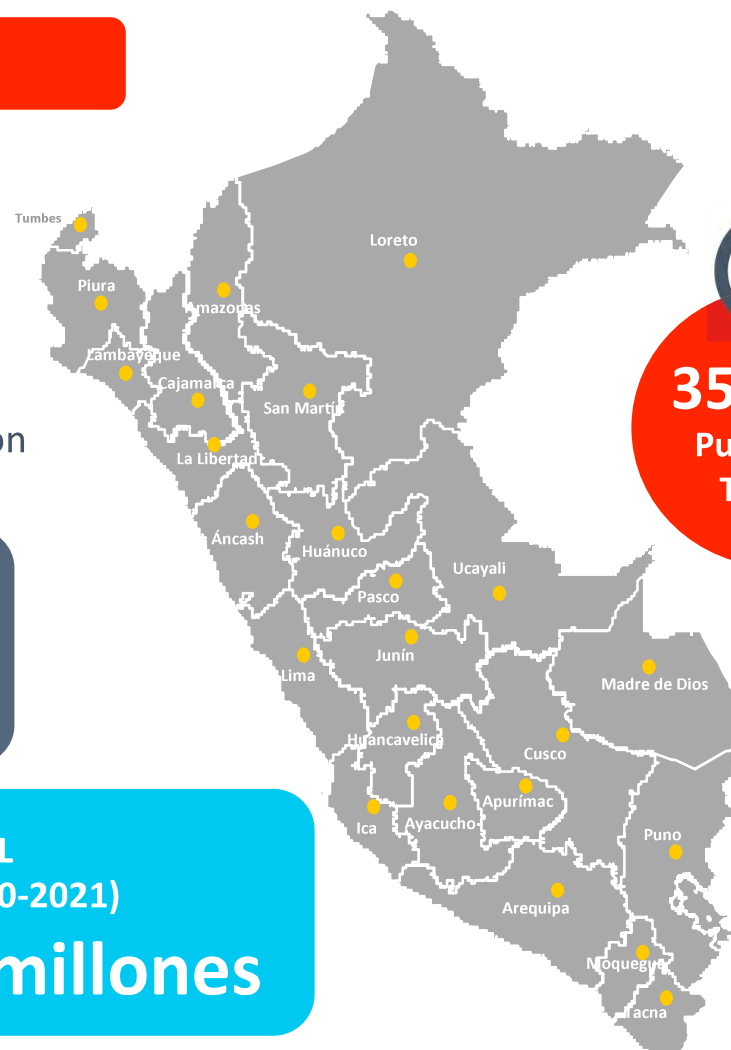 Tumbes
Loreto
Piura
Amazonas
Lambayeque
Cajamarca
San Martín
35
Pu
T
ón
La Libertad
Áncash
Huánuco
Ucayali
Pasco
Junín
Lima
Madre de Dios
Huancavelica
Cusco
Apurímac
Ica
Ayacucho
Puno
L
0-2021)
millones
Arequipa
Moquegua
Tacna